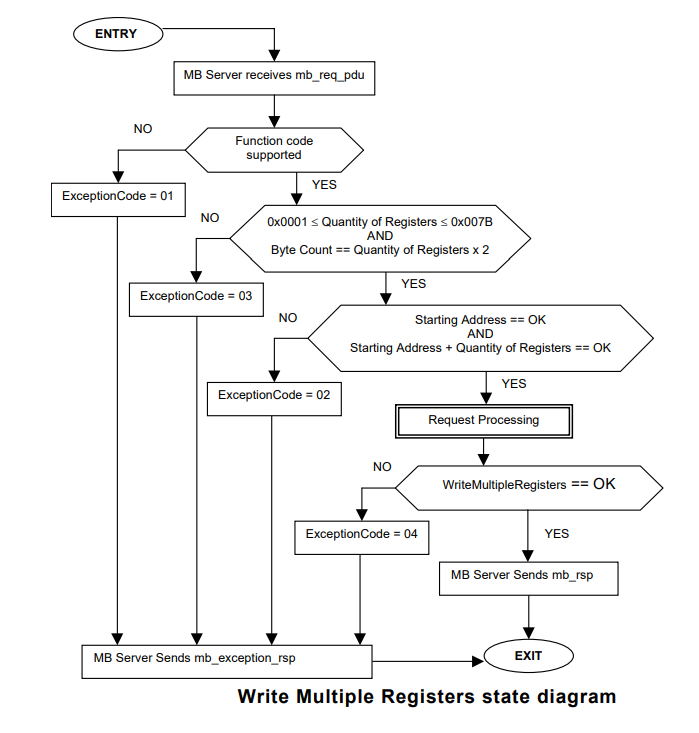 ENTRY
MB Server receives mb_req_pdu
NO
Function code
supported
YES
ExceptionCode = 01
NO
0x0001 ≤ Quantity of Registers ≤ 0x007B
AND
Byte Count == Quantity of Registers x 2
YES
ExceptionCode = 03
NO
Starting Address == OK
AND
Starting Address + Quantity of Registers == OK
YES
ExceptionCode = 02
Request Processing
NO
WriteMultipleRegisters == OK
YES
ExceptionCode = 04
MB Server Sends mb_rsp
MB Server Sends mb_exception_rsp
EXIT
Write Multiple Registers state diagram